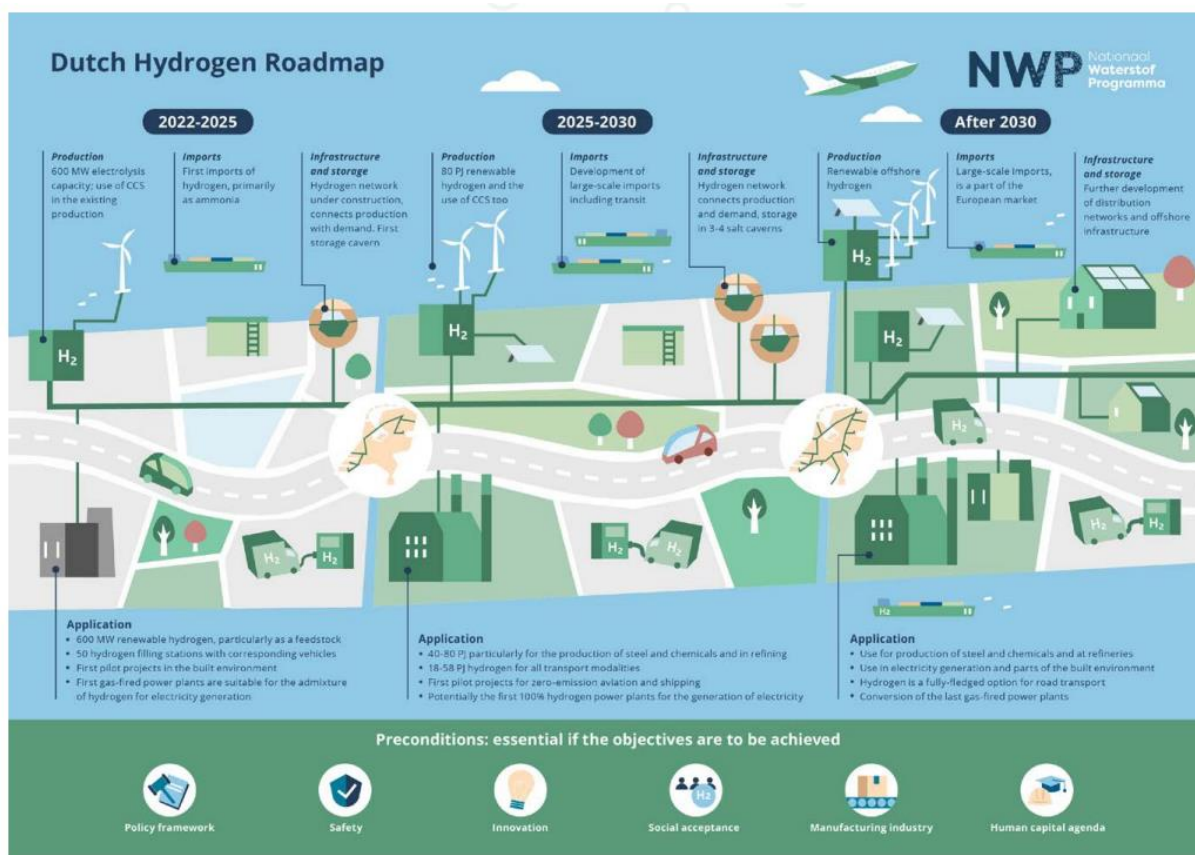 Dutch Hydrogen Roadmap
NWP Nationaal
Waterstof
Programma
2022-2025
Production
600 MW electrolysis
capacity; use of CCS
in the existing
production
Imports
First imports of
hydrogen, primarily
as ammonia
Infrastructure
and storage
Hydrogen network
under construction,
connects production
with demand. First
storage cavern
2025-2030
Production
80 PJ renewable
hydrogen and the
use of CCS too
Imports
Development of
large-scale imports
including transit
Infrastructure
and storage
Hydrogen network
connects production
and demand, storage
in 3-4 salt caverns
After 2030
Production
Renewable offshore
hydrogen
Imports
Large-scale imports,
is a part of the
European market
Infrastructure
and storage
Further development
of distribution
networks and offshore
infrastructure
H2
H2
H2
H2
H2
H2
H2
H2
H2
H2
H2
H2
Application
• 600 MW renewable hydrogen, particularly as a feedstock
• 50 hydrogen filling stations with corresponding vehicles
• First pilot projects in the built environment
• First gas-fired power plants are suitable for the admixture
of hydrogen for electricity generation
Application
• 40-80 PJ particularly for the production of steel and chemicals and in refining
• 18-58 PJ hydrogen for all transport modalities
• First pilot projects for zero-emission aviation and shipping
• Potentially the first 100% hydrogen power plants for the generation of electricity
Application
• Use for production of steel and chemicals and at refineries
• Use in electricity generation and parts of the built environment
• Hydrogen is a fully-fledged option for road transport
• Conversion of the last gas-fired power plants
Preconditions: essential if the objectives are to be achieved
H2
Policy framework
Safety
Innovation
Social acceptance
Manufacturing industry
Human capital agenda